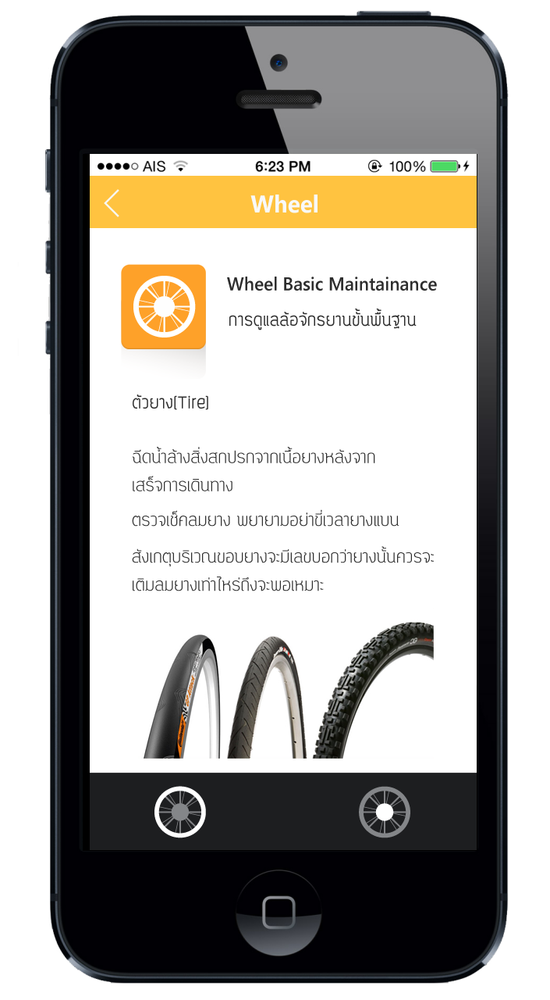 AIS 6:23 PM 100%
Wheel
Wheel Basic Maintainance
การดูแลล้อจักรยานขั้นพื้นฐาน
ตัวยาง(Tire)
ฉีดน้ำล้างสิ่งสกปรกจากเนื้อยางหลังจาก
เสร็จการเดินทาง
ตรวจเช็คลมยาง พยายามอย่าขี่เวลายางแบน
สังเกตุบริเวณขอบยางจะมีเลขบอกว่ายางนั้นควรจะ
เติมลมยางเท่าไหร่ถึงจะพอเหมาะ